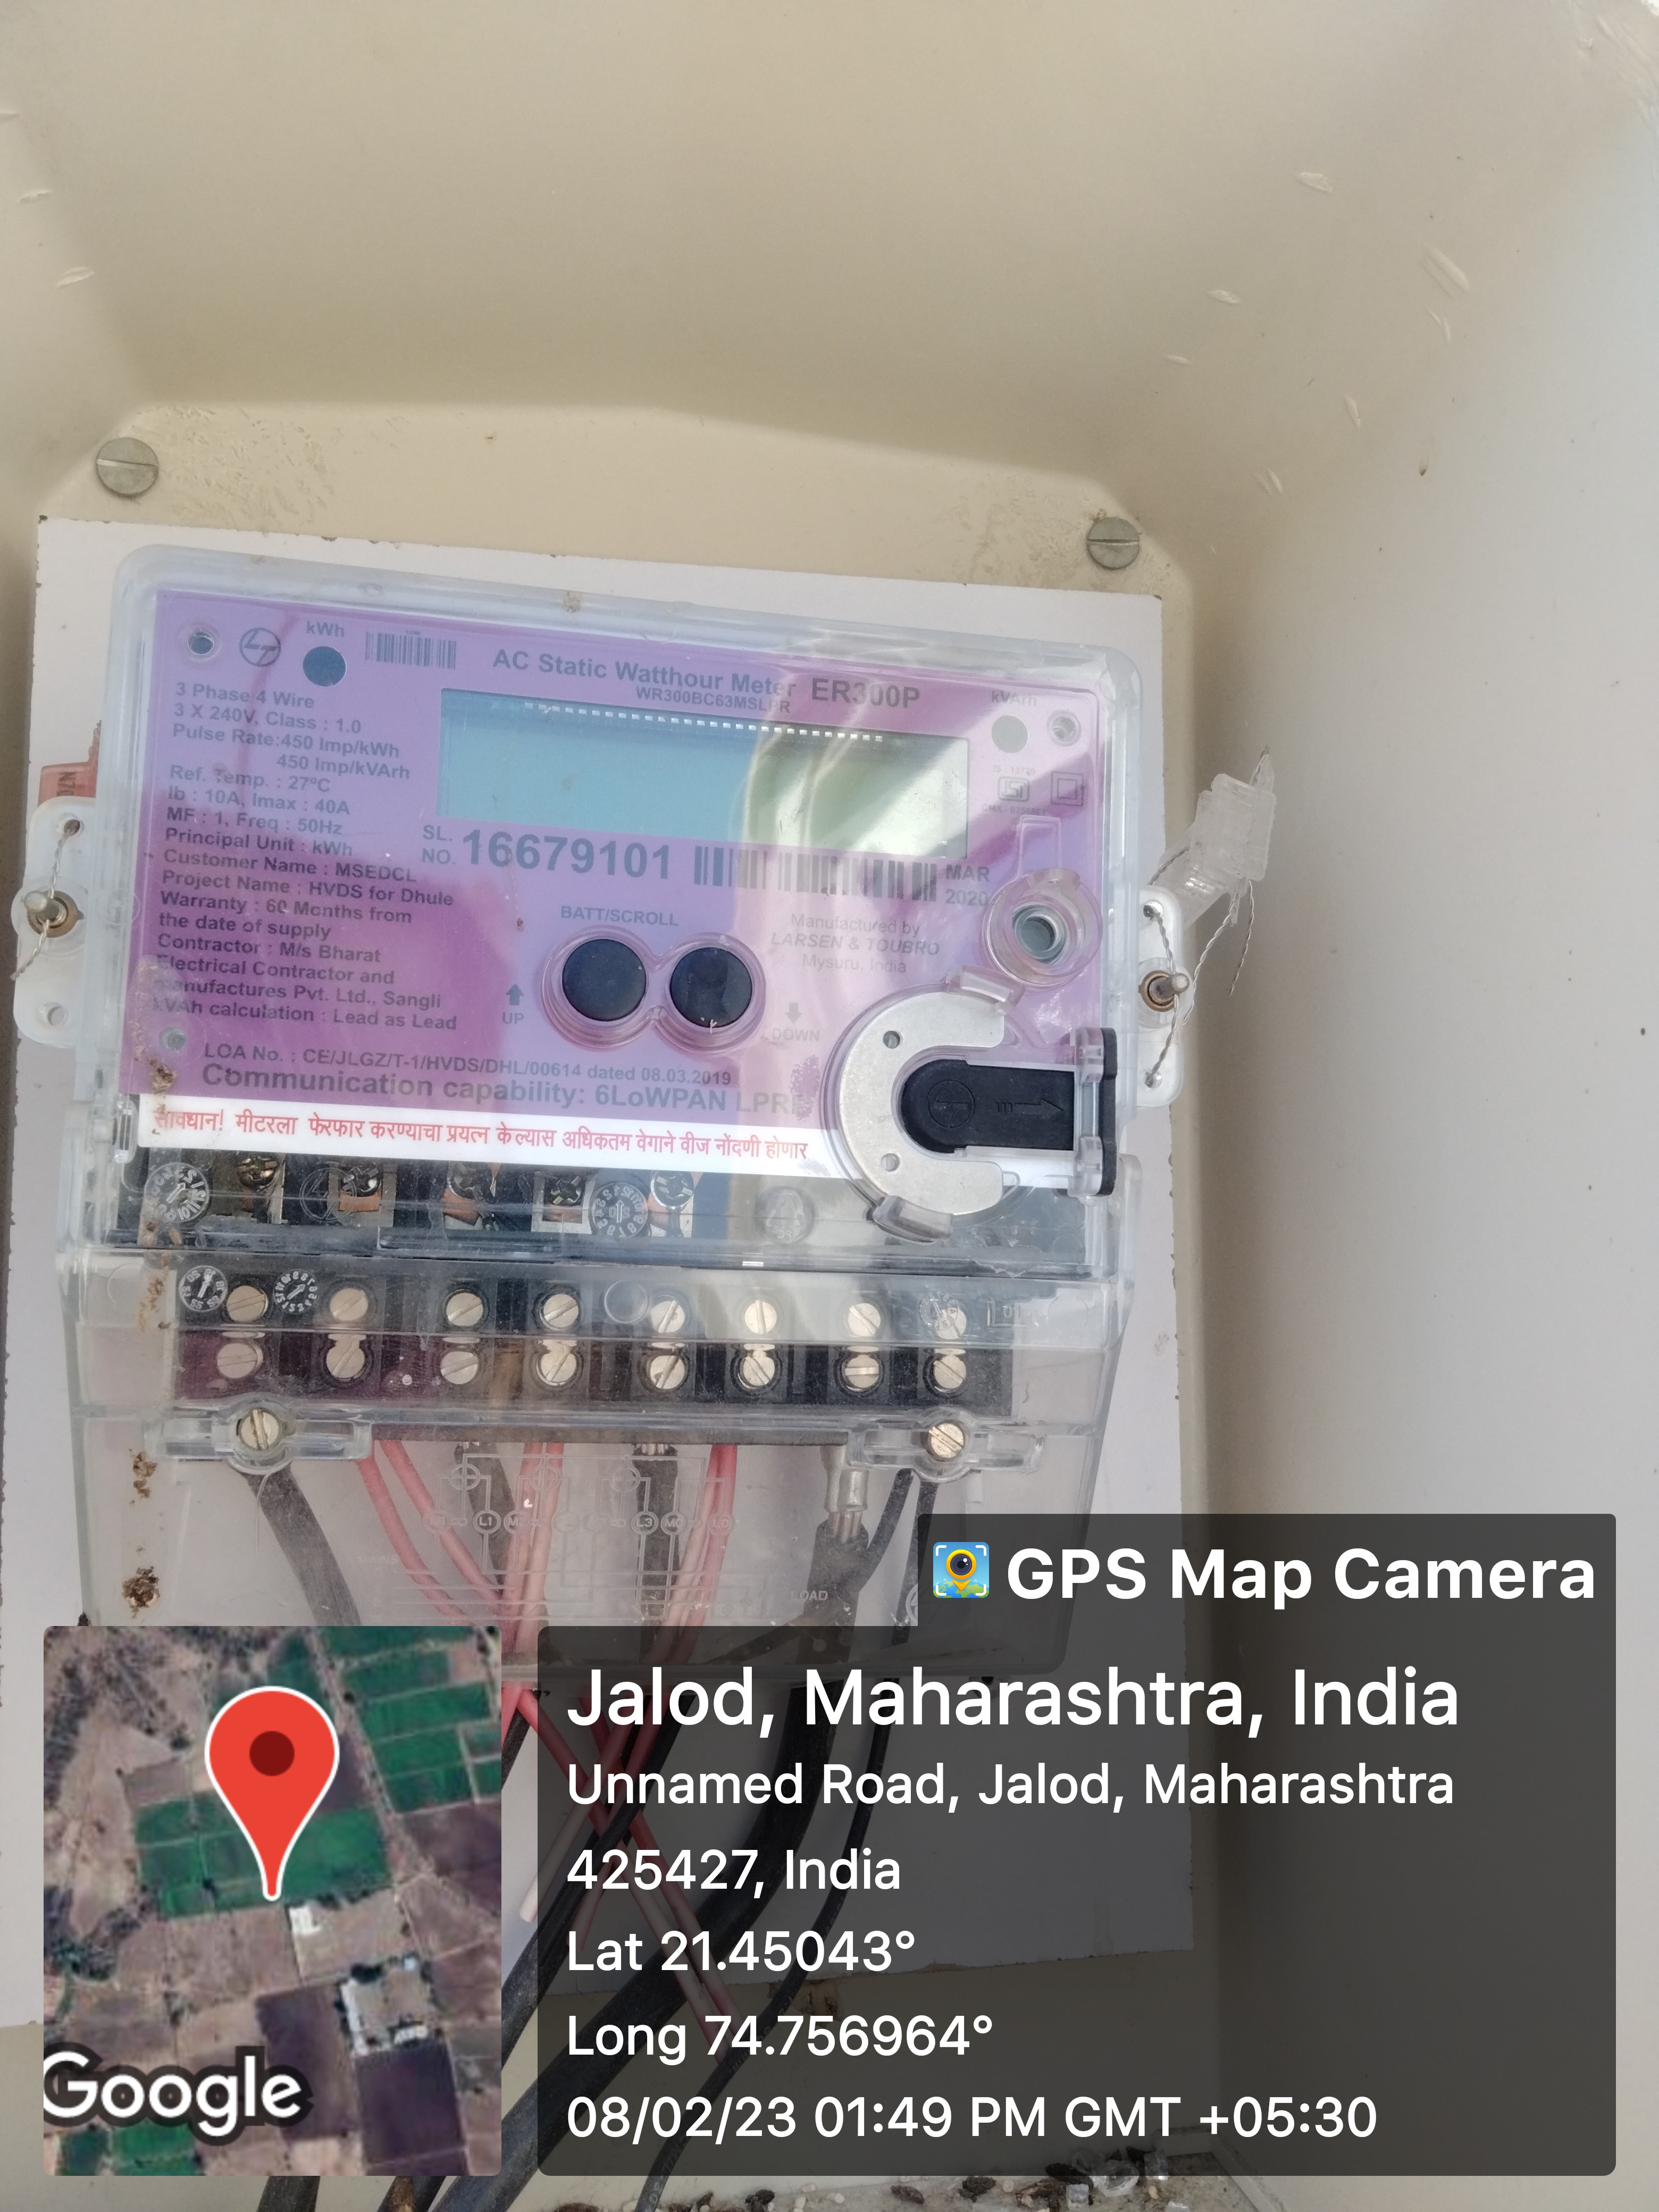 kWh
AC Static Watthour Meter ER300P
WR300BC63MSLPR
kVArh
3 Phase 4 Wire
3 X 240V, Class : 1.0
Pulse Rate:450 Imp/kWh
450 Imp/kVArh
Ref. Temp. : 27°C
Ib : 10A, Imax : 40A
MF : 1, Freq : 50Hz
Principal Unit : kWh
Customer Name : MSEDCL
Project Name : HVDS for Dhule
Warranty : 60 Months from
the date of supply
Contractor : M/s Bharat
Electrical Contractor and
manufactures Pvt. Ltd., Sangli
kVAh calculation : Lead as Lead
SL. NO. 16679101
MAR 2020
BATT/SCROLL
UP
DOWN
Manufactured by
LARSEN & TOUBRO
Mysuru, India
LOA No. : CE/JLGZ/T-1/HVDS/DHL/00614 dated 08.03.2019
Communication capability: 6LoWPAN LPRF
सावधान! मीटरला फेरफार करण्याचा प्रयत्न केल्यास अधिकतम वेगाने वीज नोंदणी होणार
L1
L3
LOAD
GPS Map Camera
Jalod, Maharashtra, India
Unnamed Road, Jalod, Maharashtra
425427, India
Lat 21.45043°
Long 74.756964°
08/02/23 01:49 PM GMT +05:30
Google